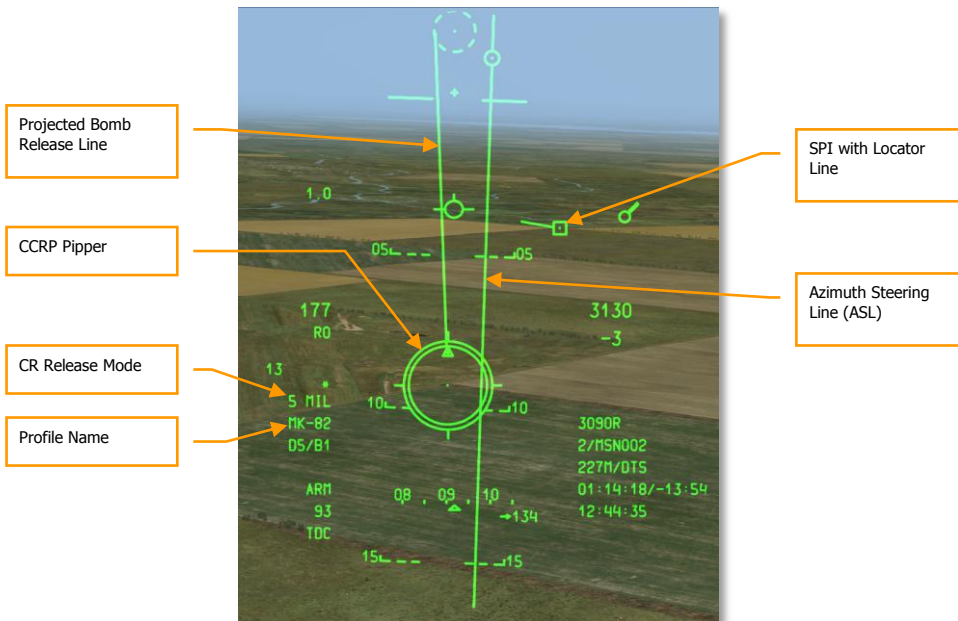 Projected Bomb
Release Line
SPI with Locator
Line
1,0
CCRP Pipper
05
05
Azimuth Steering
Line (ASL)
177
3130
RO
-3
CR Release Mode
13
*
5 MIL
10
10
Profile Name
MK-82
3090R
D5/B1
2/MSN002
227M/DTS
ARM
08 . 09 . 10 .
01:14:18/-13:54
93
→134
12:44:35
TOC
15
15